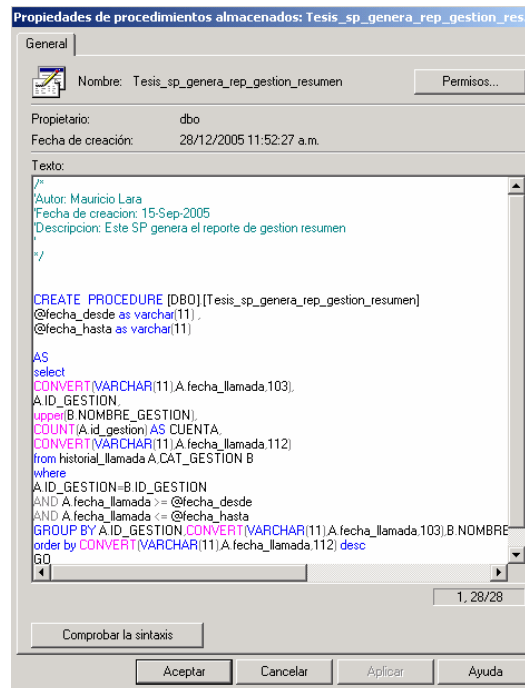 Propiedades de procedimientos almacenados: Tesis_sp_genera_rep_gestion_res
General
Nombre: Tesis_sp_genera_rep_gestion_resumen
Permisos...
Propietario: dbo
Fecha de creación: 28/12/2005 11:52:27 a.m.
Texto:
/*
'Autor: Mauricio Lara
'Fecha de creacion: 15-Sep-2005
'Descripcion: Este SP genera el reporte de gestion resumen
'
*/
CREATE PROCEDURE [DBO].[Tesis_sp_genera_rep_gestion_resumen]
@fecha_desde as varchar(11) ,
@fecha_hasta as varchar(11)
AS
select
CONVERT(VARCHAR(11),A.fecha_llamada,103),
A.ID_GESTION,
upper(B.NOMBRE_GESTION),
COUNT(A.id_gestion) AS CUENTA,
CONVERT(VARCHAR(11),A.fecha_llamada,112)
from historial_llamada A,CAT_GESTION B
where
A.ID_GESTION=B.ID_GESTION
AND A.fecha_llamada >= @fecha_desde
AND A.fecha_llamada <= @fecha_hasta
GROUP BY A.ID_GESTION,CONVERT(VARCHAR(11),A.fecha_llamada,103),B.NOMBRE
order by CONVERT(VARCHAR(11),A.fecha_llamada,112) desc
GO
1, 28/28
Comprobar la sintaxis
Aceptar Cancelar Aplicar Ayuda